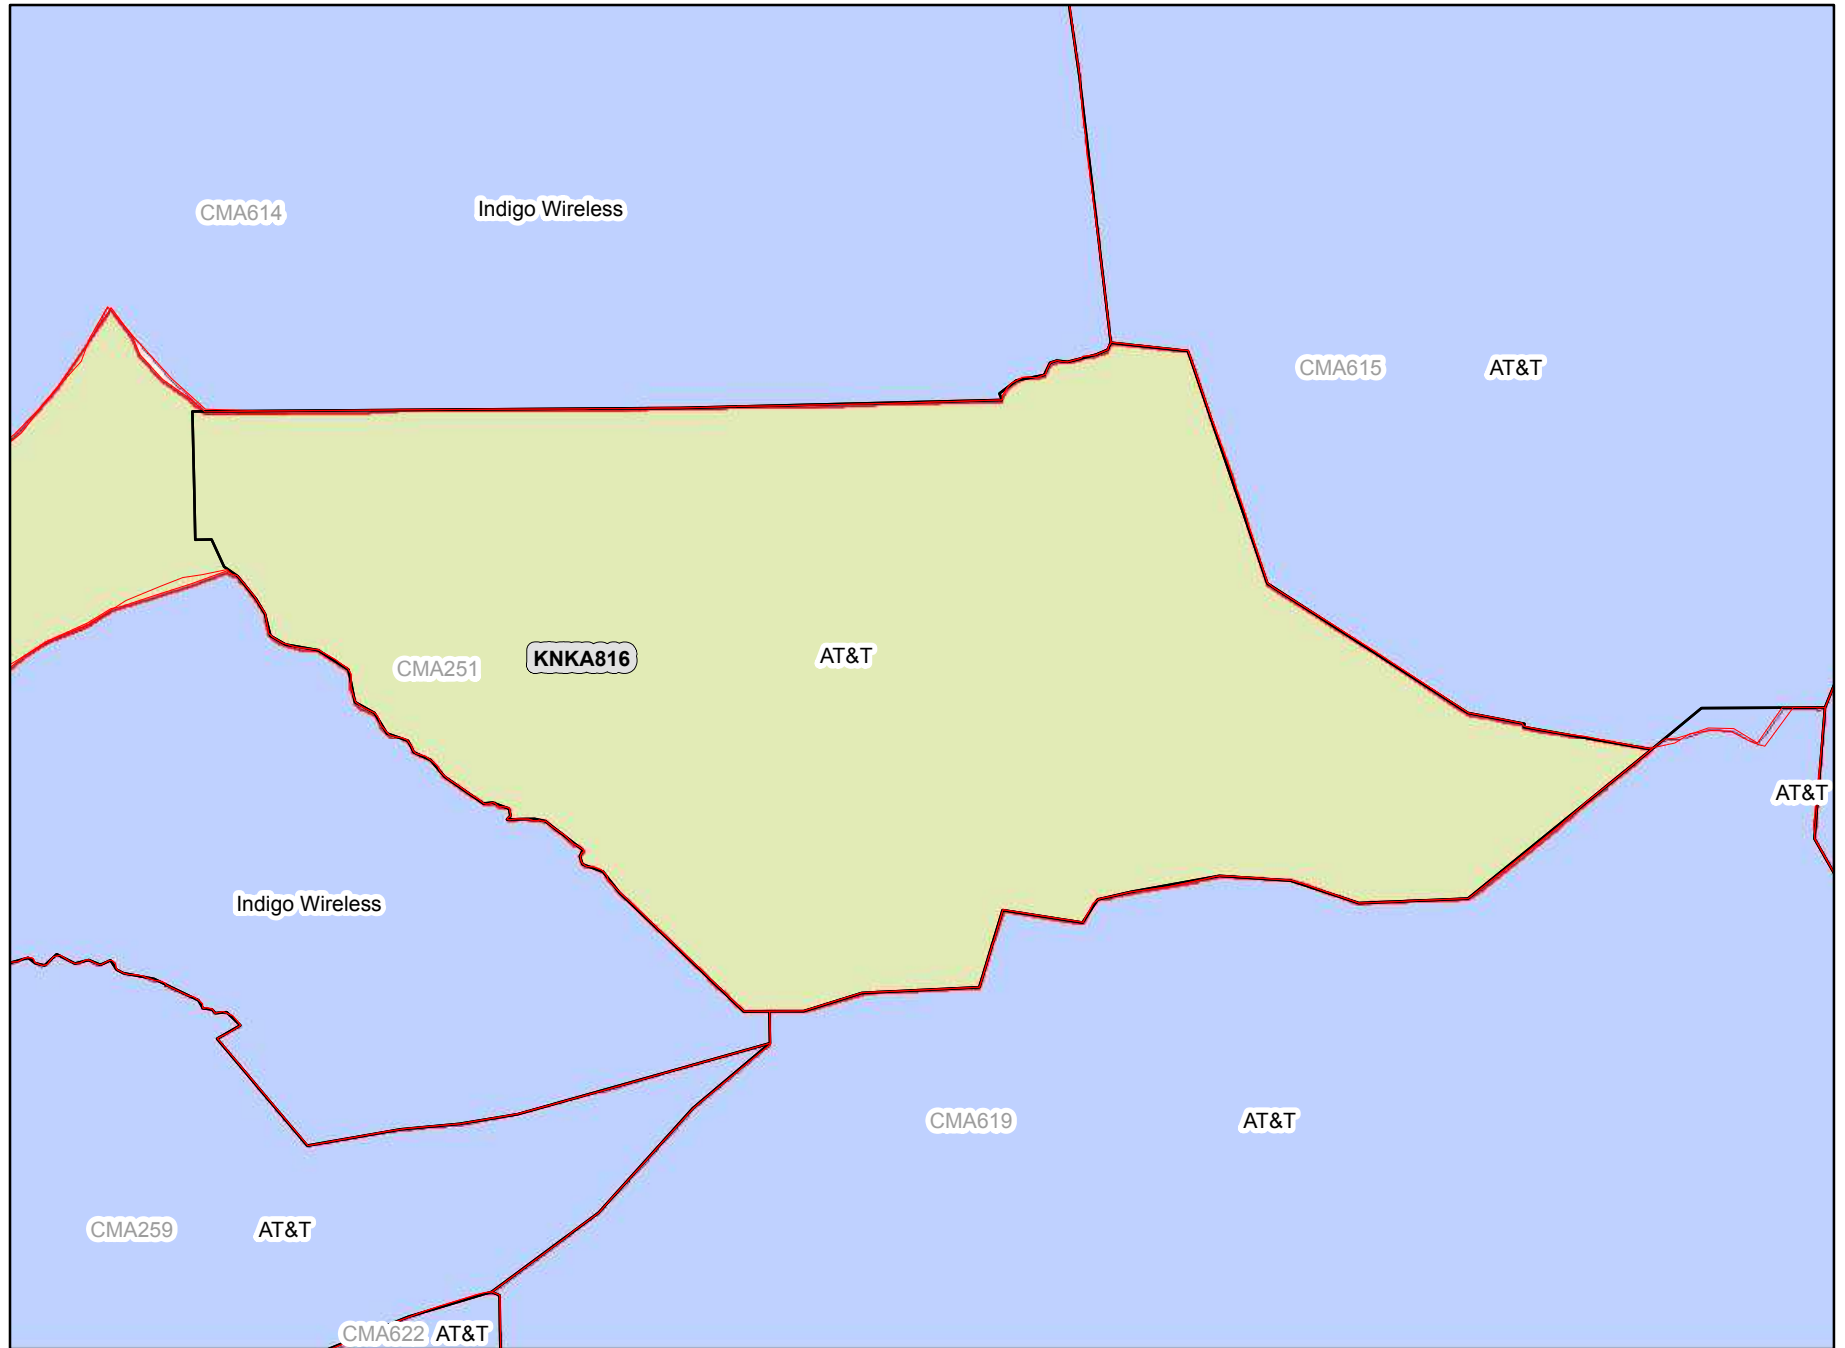 CMA614
Indigo Wireless
CMA615
AT&T
CMA251
KNKA816
AT&T
AT&T
Indigo Wireless
CMA619
AT&T
CMA259
AT&T
CMA622
AT&T